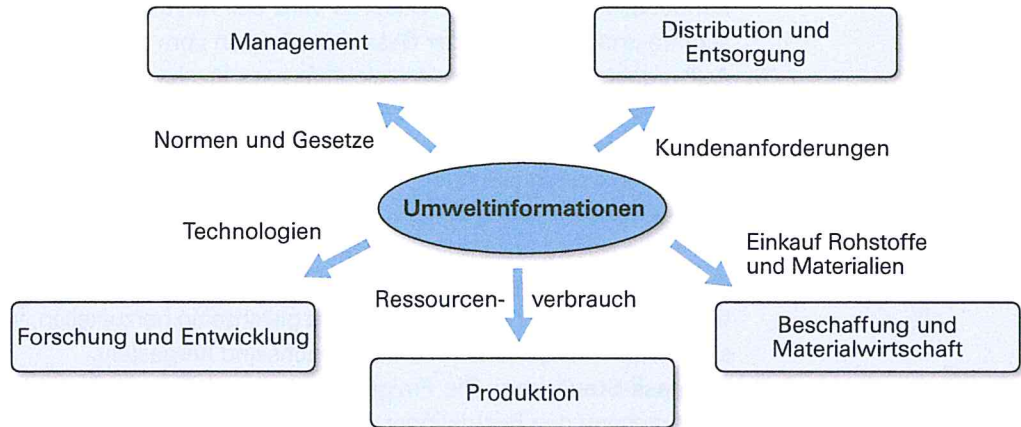 Management
Distribution und
Entsorgung
Normen und Gesetze
Kundenanforderungen
Umweltinformationen
Technologien
Einkauf Rohstoffe
und Materialien
Ressourcen- verbrauch
Forschung und Entwicklung
Beschaffung und
Materialwirtschaft
Produktion